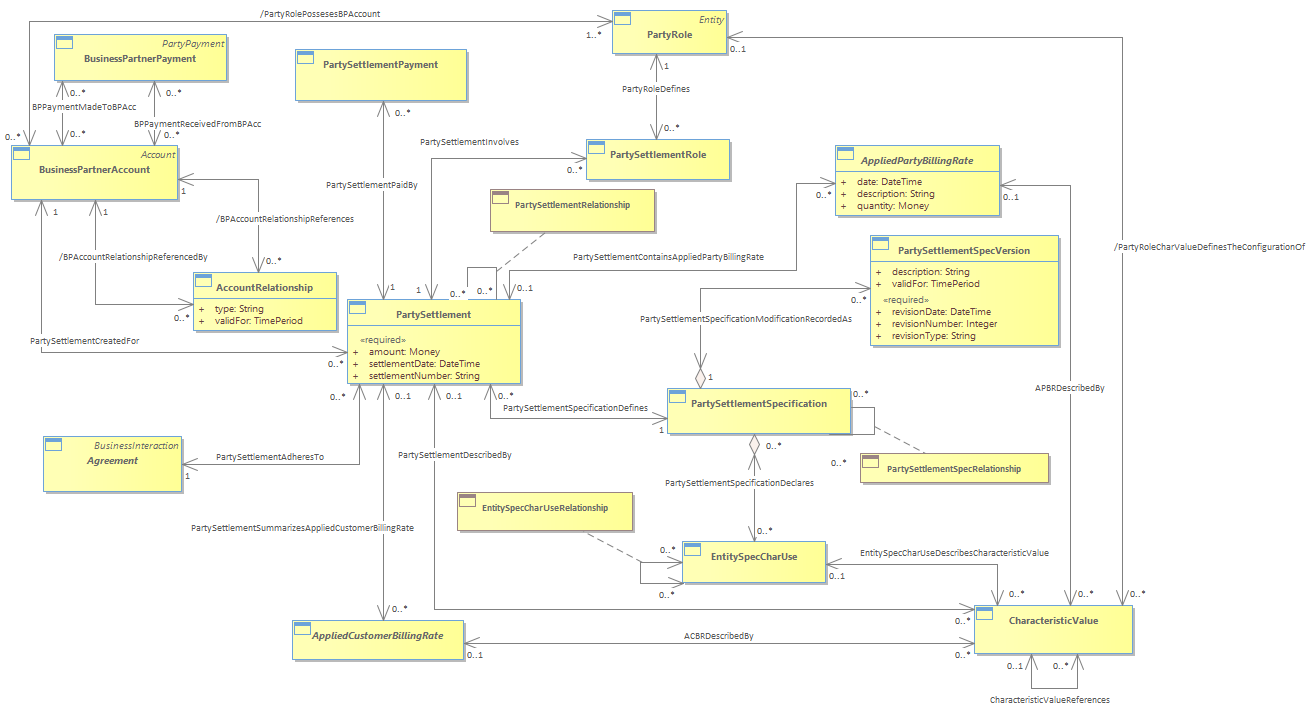 /PartyRolePossesesBPAccount
Entity
PartyRole
1..*
0..1
PartyPayment
BusinessPartnerPayment
PartySettlementPayment
1
0..*
0..*
0..*
PartyRoleDefines
BPPaymentMadeToBPAcc
BPPaymentReceivedFromBPAcc
0..*
0..*
0..*
0..*
PartySettlementInvolves
Account
BusinessPartnerAccount
PartySettlementRole
0..*
AppliedPartyBillingRate
+ date: DateTime
+ description: String
+ quantity: Money
PartySettlementPaidBy
1
0..*
0..1
PartySettlementRelationship
1
1
/BPAccountRelationshipReferences
/PartyRoleCharValueDefinesTheConfigurationOf
PartySettlementSpecVersion
+ description: String
+ validFor: TimePeriod
«required»
+ revisionDate: DateTime
+ revisionNumber: Integer
+ revisionType: String
/BPAccountRelationshipReferencedBy
0..*
PartySettlementContainsAppliedPartyBillingRate
AccountRelationship
+ type: String
+ validFor: TimePeriod
0..*
1
1
0..*
0..*
0..1
0..*
PartySettlement
«required»
+ amount: Money
+ settlementDate: DateTime
+ settlementNumber: String
PartySettlementSpecificationModificationRecordedAs
PartySettlementCreatedFor
0..*
1
APBRDescribedBy
0..*
0..1
0..1
0..*
PartySettlementSpecificationDefines
1
PartySettlementSpecification
0..*
0..*
0..*
BusinessInteraction
Agreement
PartySettlementAdheresTo
1
PartySettlementDescribedBy
PartySettlementSpecRelationship
PartySettlementSpecificationDeclares
EntitySpecCharUseRelationship
PartySettlementSummarizesAppliedCustomerBillingRate
0..*
0..*
EntitySpecCharUse
EntitySpecCharUseDescribesCharacteristicValue
0..1
0..*
0..*
0..*
0..*
0..*
AppliedCustomerBillingRate
0..*
CharacteristicValue
ACBRDescribedBy
0..1
0..*
0..1
0..*
CharacteristicValueReferences